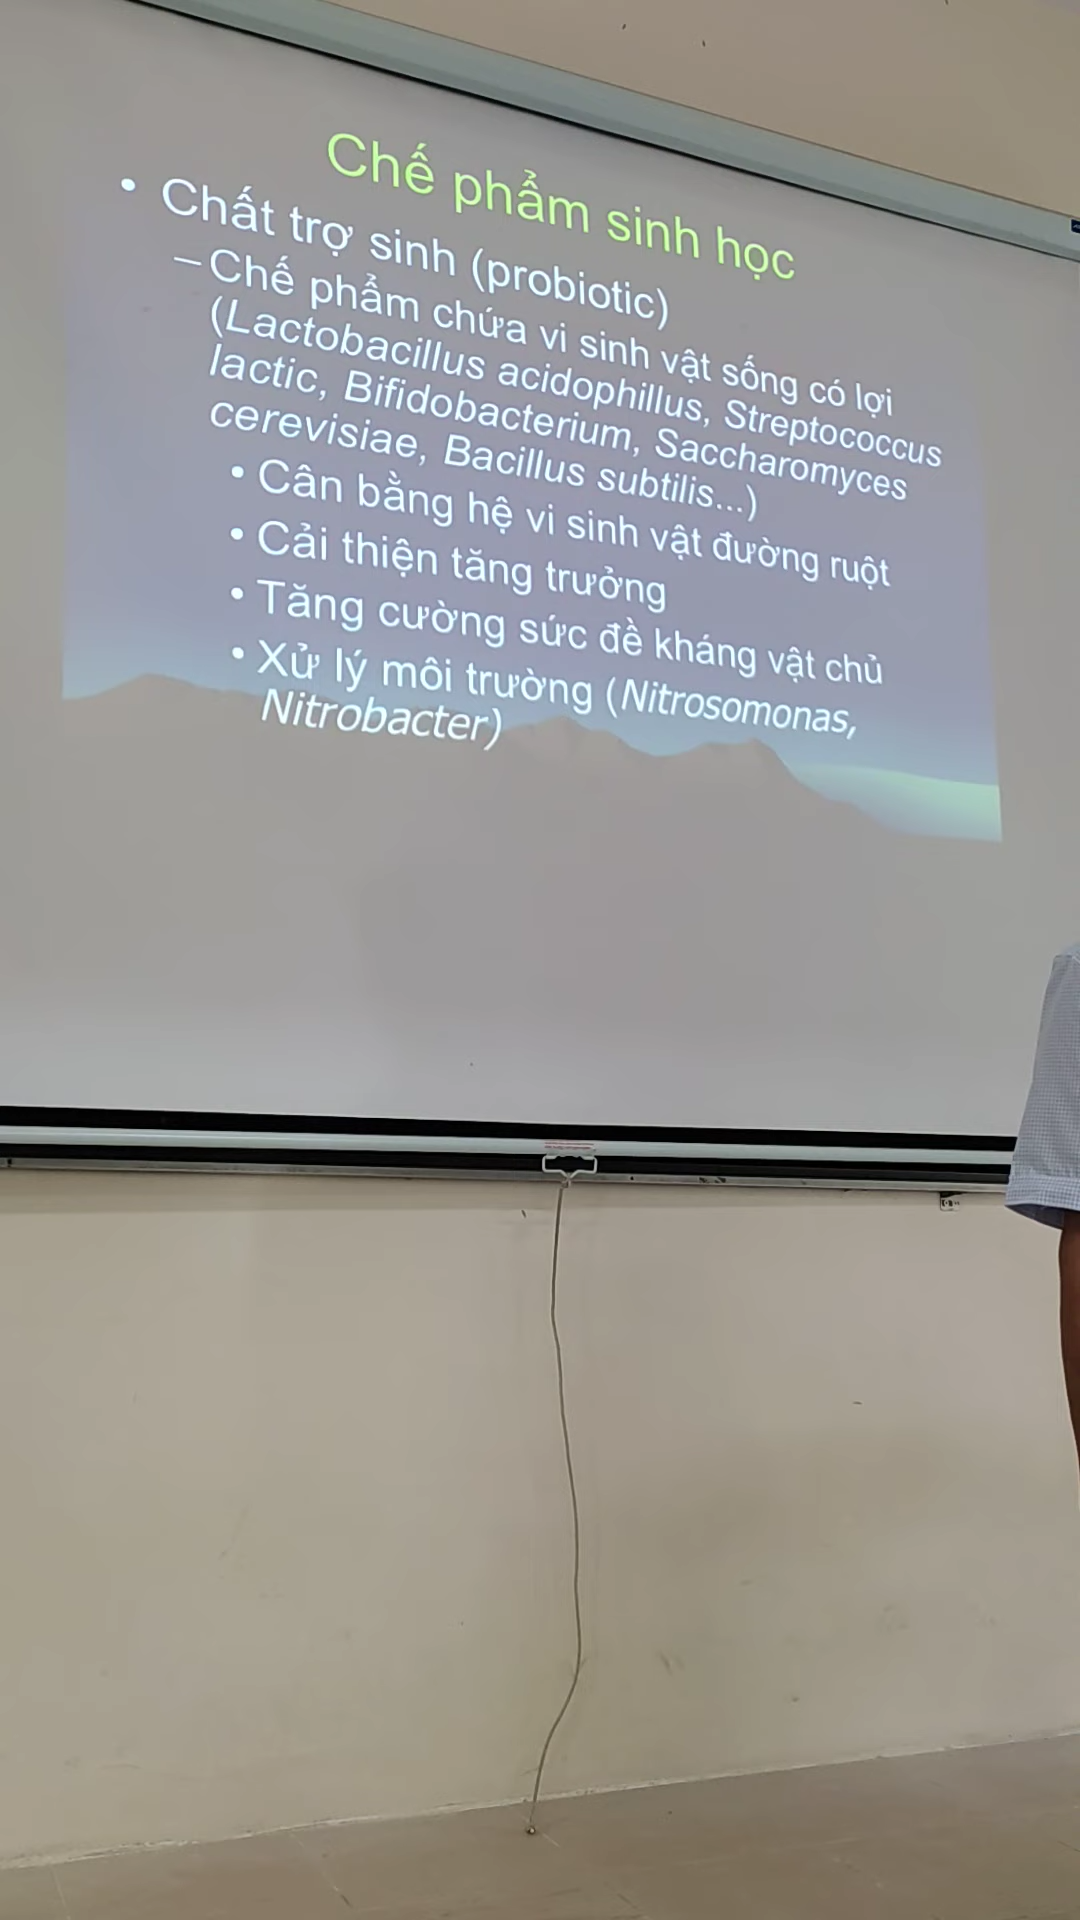 Chế phẩm sinh học
• Chất trợ sinh (probiotic)
–Chế phẩm chứa vi sinh vật sống có lợi
(Lactobacillus acidophillus, Streptococcus
lactic, Bifidobacterium, Saccharomyces
cerevisiae, Bacillus subtilis...)
• Cân bằng hệ vi sinh vật đường ruột
• Cải thiện tăng trưởng
• Tăng cường sức đề kháng vật chủ
• Xử lý môi trường (Nitrosomonas,
Nitrobacter)